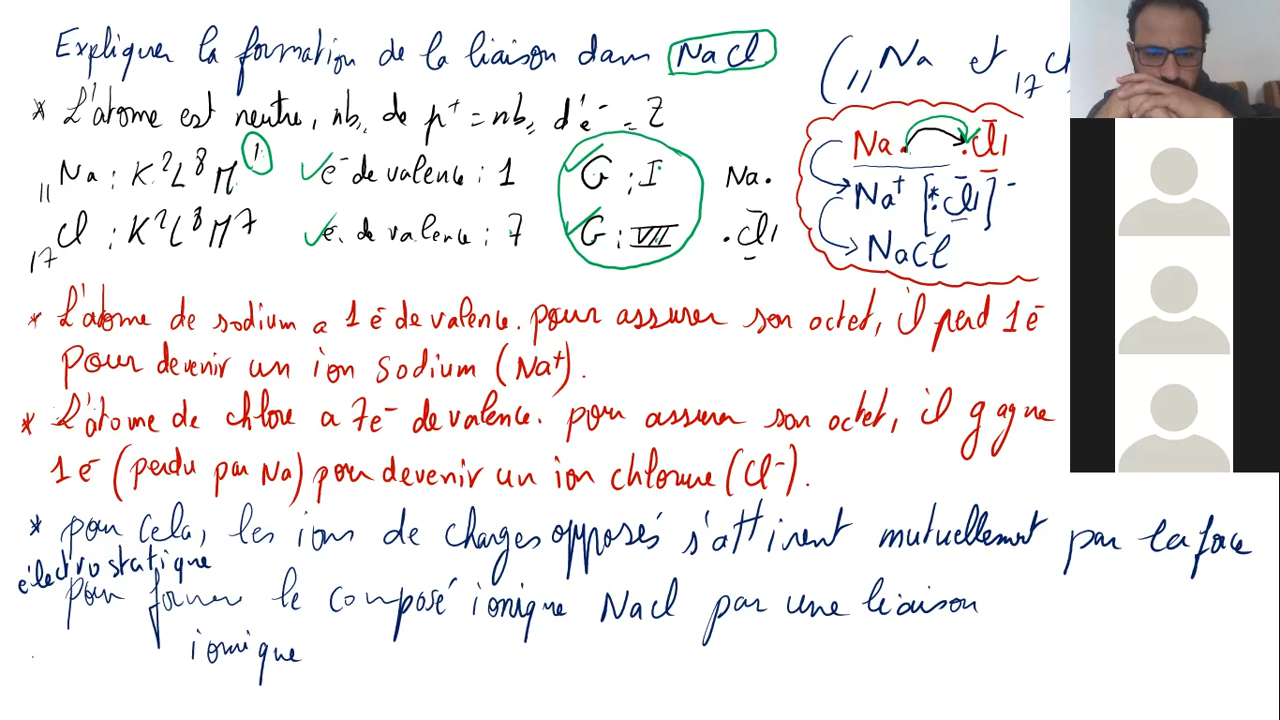 Expliquer la formation de la liaison dans NaCl (₁₁Na et ₁₇Cl
* L'atome est neutre, nb. de p⁺ = nb. d'é⁻ = Z
₁₁Na : K²L⁸M¹ ✓é⁻ de valence : 1 ✓G : I Na•
₁₇Cl : K²L⁸M⁷ ✓é. de valence : 7 ✓G : VII •Cl
Na• •Cl
Na⁺ [•Cl]⁻
NaCl
* L'atome de sodium a 1 é de valence. pour assurer son octet, il perd 1 é
pour devenir un ion sodium (Na⁺).
* L'atome de chlore a 7 é⁻ de valence. pour assurer son octet, il gagne
1 é (perdu par Na) pour devenir un ion chlorure (Cl⁻).
* pour cela, les ions de charges opposés s'attirent mutuellement par la force
électrostatique
pour former le composé ionique NaCl par une liaison
ionique